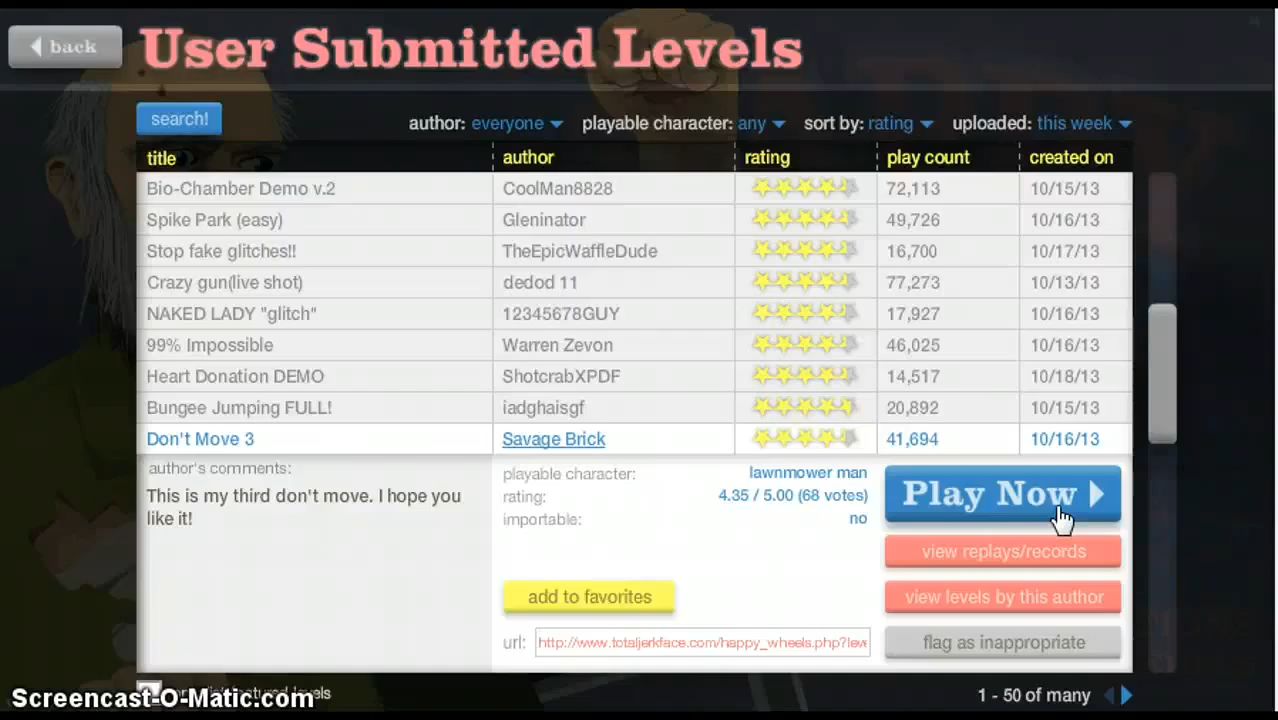 back
User Submitted Levels
search!
author: everyone playable character: any sort by: rating uploaded: this week
title author rating play count created on
Bio-Chamber Demo v.2 CoolMan8828 72,113 10/15/13
Spike Park (easy) Gleninator 49,726 10/16/13
Stop fake glitches!! TheEpicWaffleDude 16,700 10/17/13
Crazy gun(live shot) dedod 11 77,273 10/13/13
NAKED LADY "glitch" 12345678GUY 17,927 10/16/13
99% Impossible Warren Zevon 46,025 10/16/13
Heart Donation DEMO ShotcrabXPDF 14,517 10/18/13
Bungee Jumping FULL! iadghaisgf 20,892 10/15/13
Don't Move 3 Savage Brick 41,694 10/16/13
author's comments:
This is my third don't move. I hope you
like it!
playable character: lawnmower man
rating: 4.35 / 5.00 (68 votes)
importable: no
add to favorites
url: http://www.totaljerkface.com/happy_wheels.php?leve
Play Now
view replays/records
view levels by this author
flag as inappropriate
levels
1 - 50 of many
Screencast-O-Matic.com